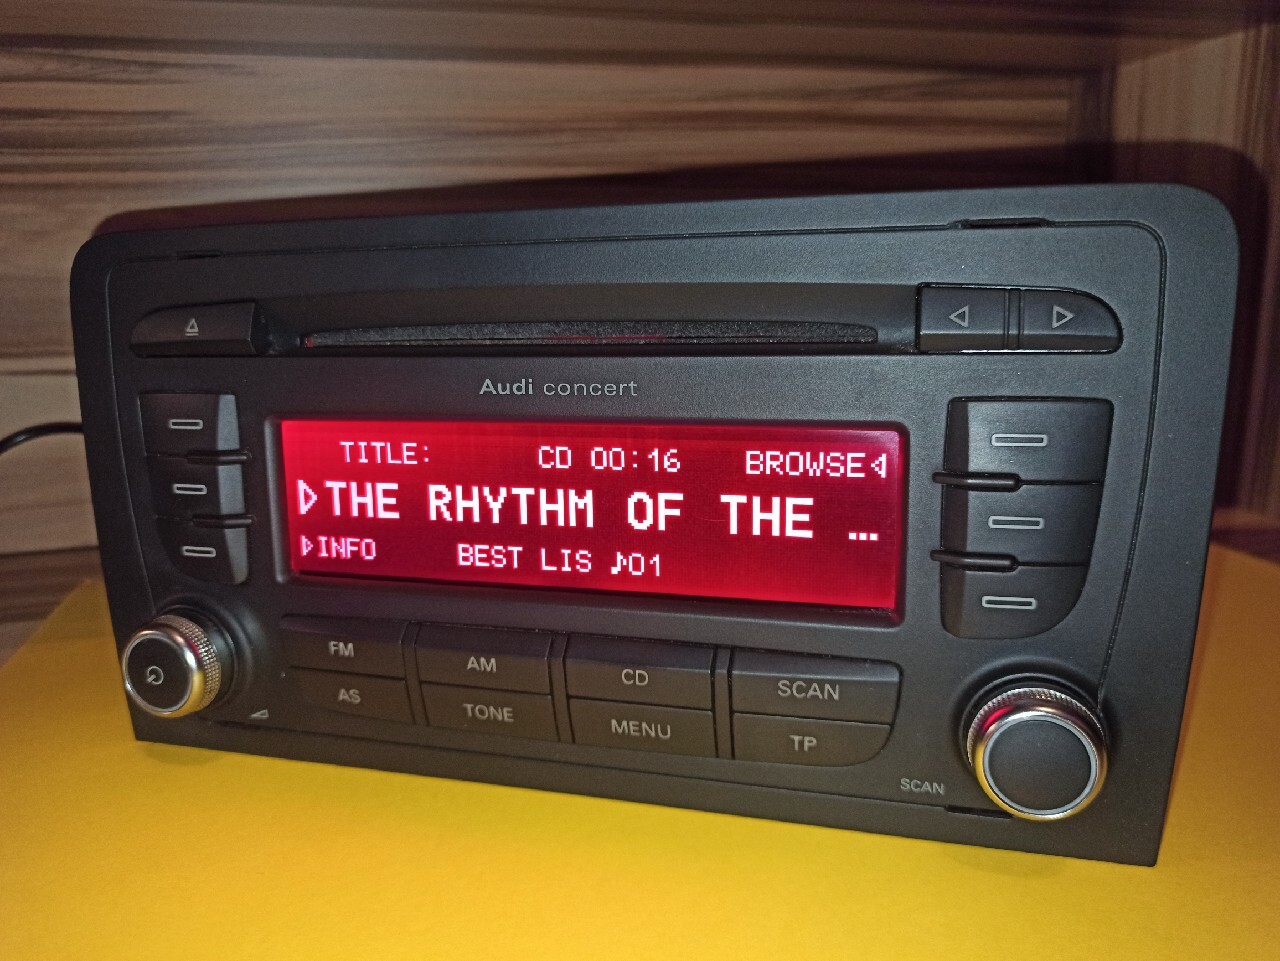 Audi concert
TITLE: CD 00:16 BROWSE
THE RHYTHM OF THE ...
INFO BEST LIS ♪01
FM AM CD SCAN
AS TONE MENU TP
SCAN